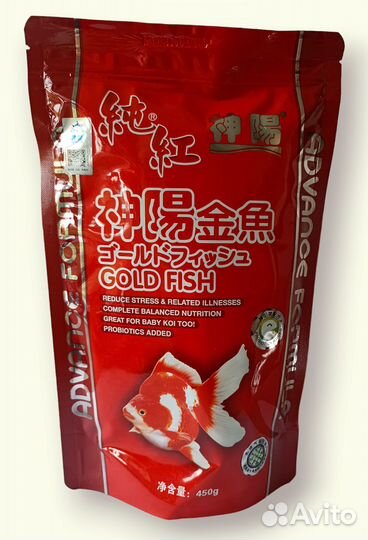 純®
紅
神陽
神陽金魚
ゴールドフィッシュ
GOLD FISH
REDUCE STRESS & RELATED ILLNESSES
COMPLETE BALANCED NUTRITION
GREAT FOR BABY KOI TOO!
PROBIOTICS ADDED
ADVANCE FORMULA
ADVANCE FORMULA
净含量：450g
Avito